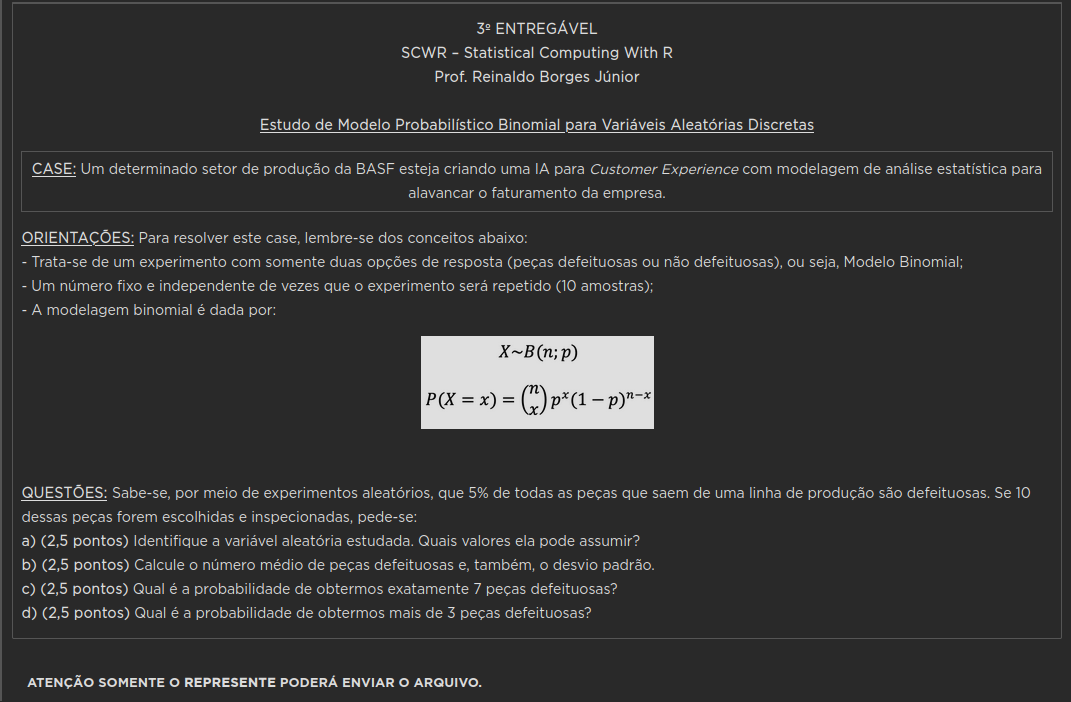 3º ENTREGÁVEL
SCWR – Statistical Computing With R
Prof. Reinaldo Borges Júnior
Estudo de Modelo Probabilístico Binomial para Variáveis Aleatórias Discretas
CASE: Um determinado setor de produção da BASF esteja criando uma IA para Customer Experience com modelagem de análise estatística para
alavancar o faturamento da empresa.
ORIENTAÇÕES: Para resolver este case, lembre-se dos conceitos abaixo:
- Trata-se de um experimento com somente duas opções de resposta (peças defeituosas ou não defeituosas), ou seja, Modelo Binomial;
- Um número fixo e independente de vezes que o experimento será repetido (10 amostras);
- A modelagem binomial é dada por:
X~B(n; p)
P(X = x) = (n x) pˣ(1 − p)ⁿ⁻ˣ
QUESTÕES: Sabe-se, por meio de experimentos aleatórios, que 5% de todas as peças que saem de uma linha de produção são defeituosas. Se 10
dessas peças forem escolhidas e inspecionadas, pede-se:
a) (2,5 pontos) Identifique a variável aleatória estudada. Quais valores ela pode assumir?
b) (2,5 pontos) Calcule o número médio de peças defeituosas e, também, o desvio padrão.
c) (2,5 pontos) Qual é a probabilidade de obtermos exatamente 7 peças defeituosas?
d) (2,5 pontos) Qual é a probabilidade de obtermos mais de 3 peças defeituosas?
ATENÇÃO SOMENTE O REPRESENTE PODERÁ ENVIAR O ARQUIVO.